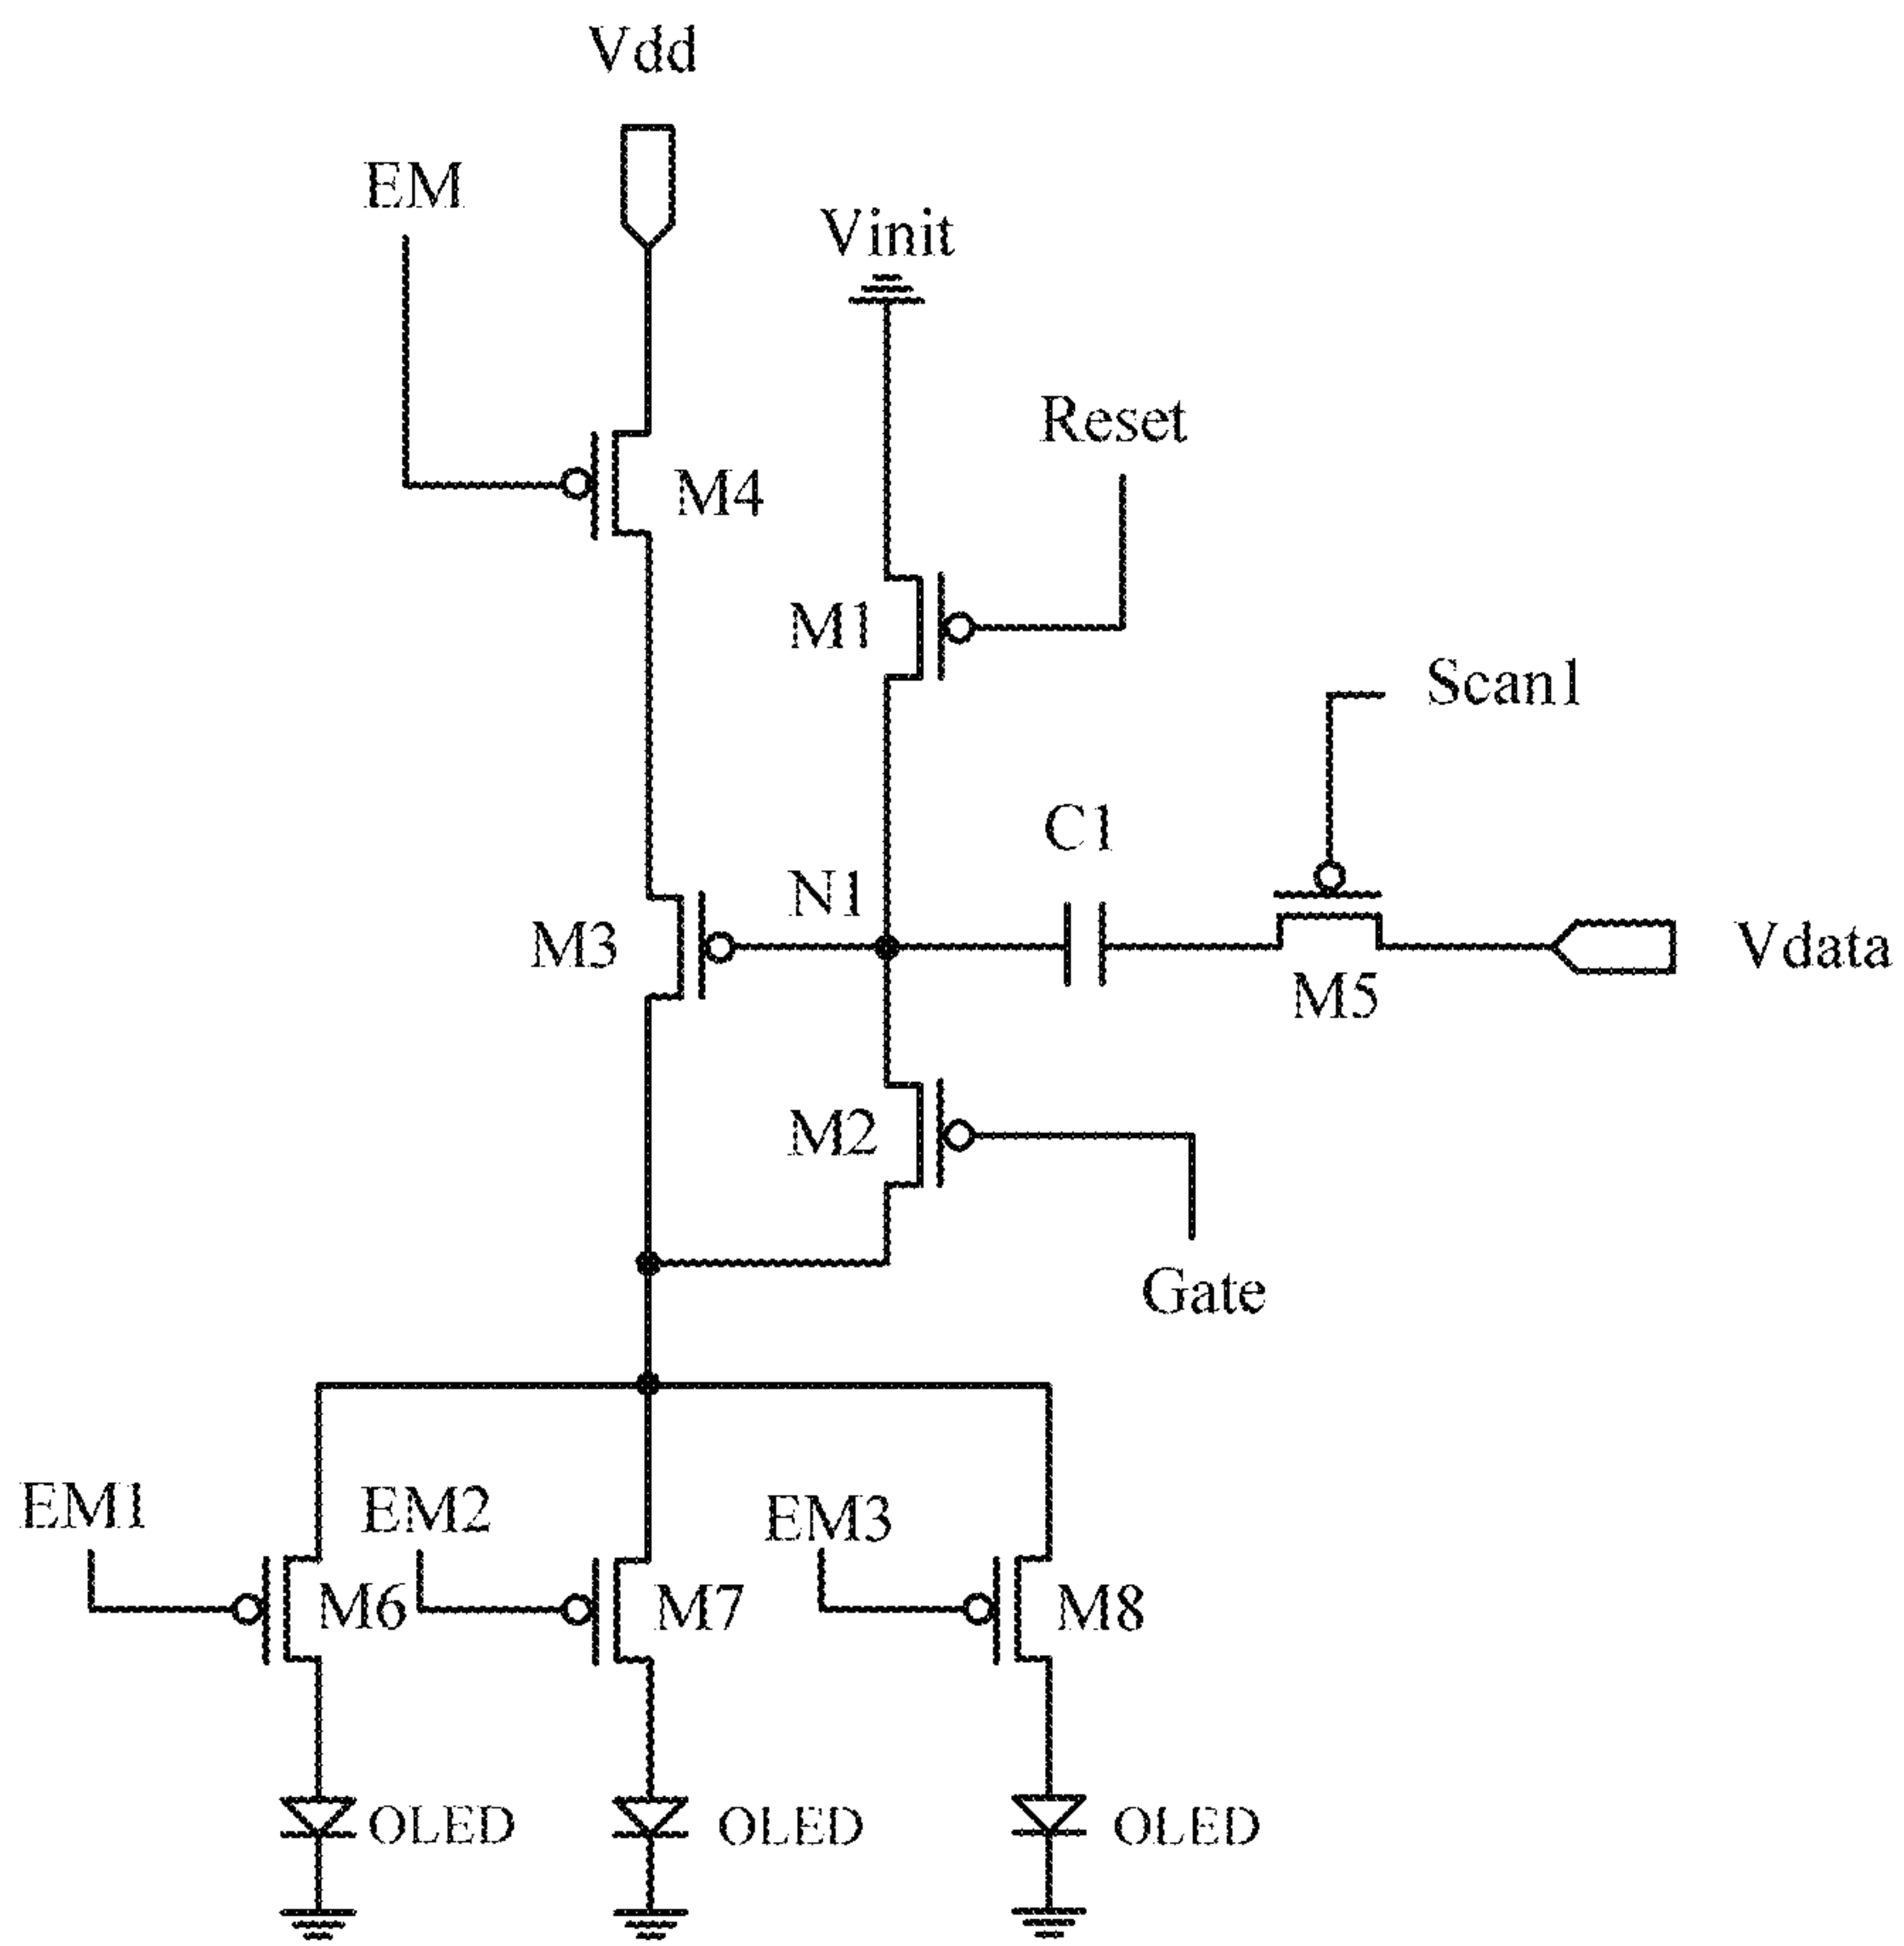 Vdd
EM
Vinit
Reset
M4
M1
Scan1
C1
N1
M3
Vdata
M5
M2
Gate
EM1
EM2
EM3
M6
M7
M8
OLED
OLED
OLED